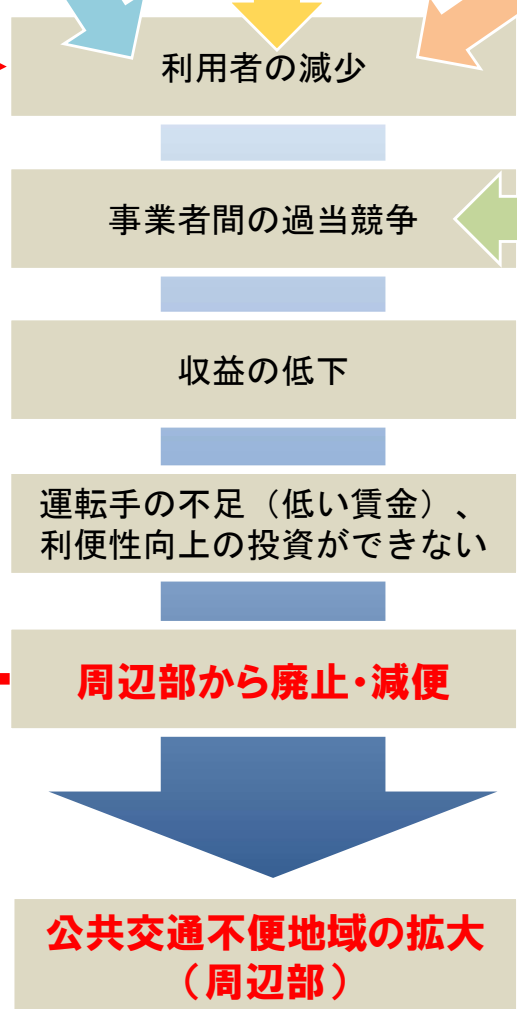 利用者の減少
事業者間の過当競争
収益の低下
運転手の不足（低い賃金）、
利便性向上の投資ができない
周辺部から廃止・減便
公共交通不便地域の拡大
（周辺部）